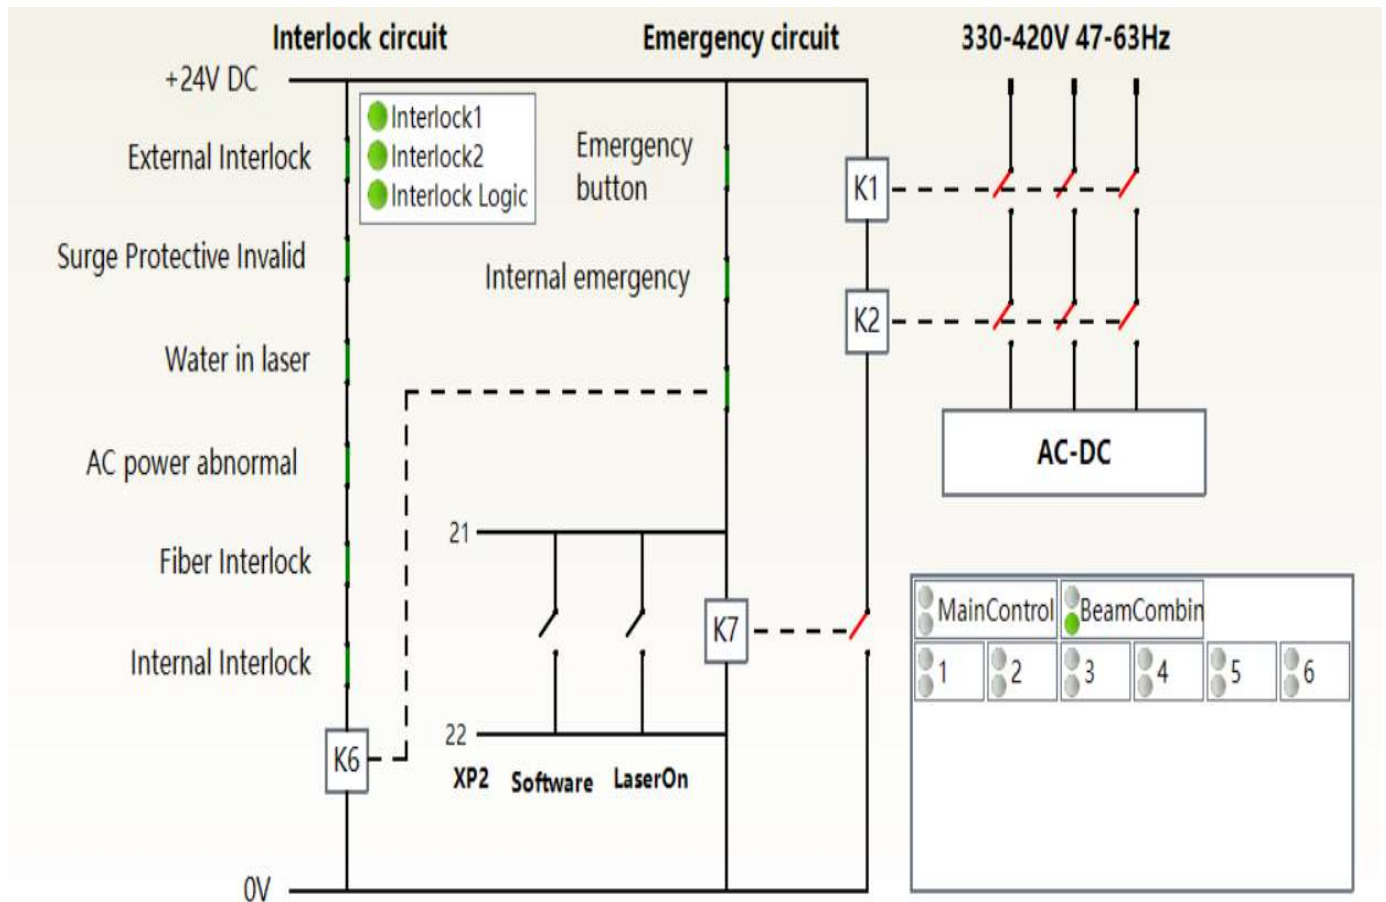 Interlock circuit
Emergency circuit
330-420V 47-63Hz
+24V DC
Interlock1
Interlock2
Interlock Logic
External Interlock
Emergency
button
K1
Surge Protective Invalid
Internal emergency
K2
Water in laser
AC power abnormal
AC-DC
21
Fiber Interlock
K7
MainControl
BeamCombin
Internal Interlock
1
2
3
4
5
6
22
K6
XP2
Software
LaserOn
0V